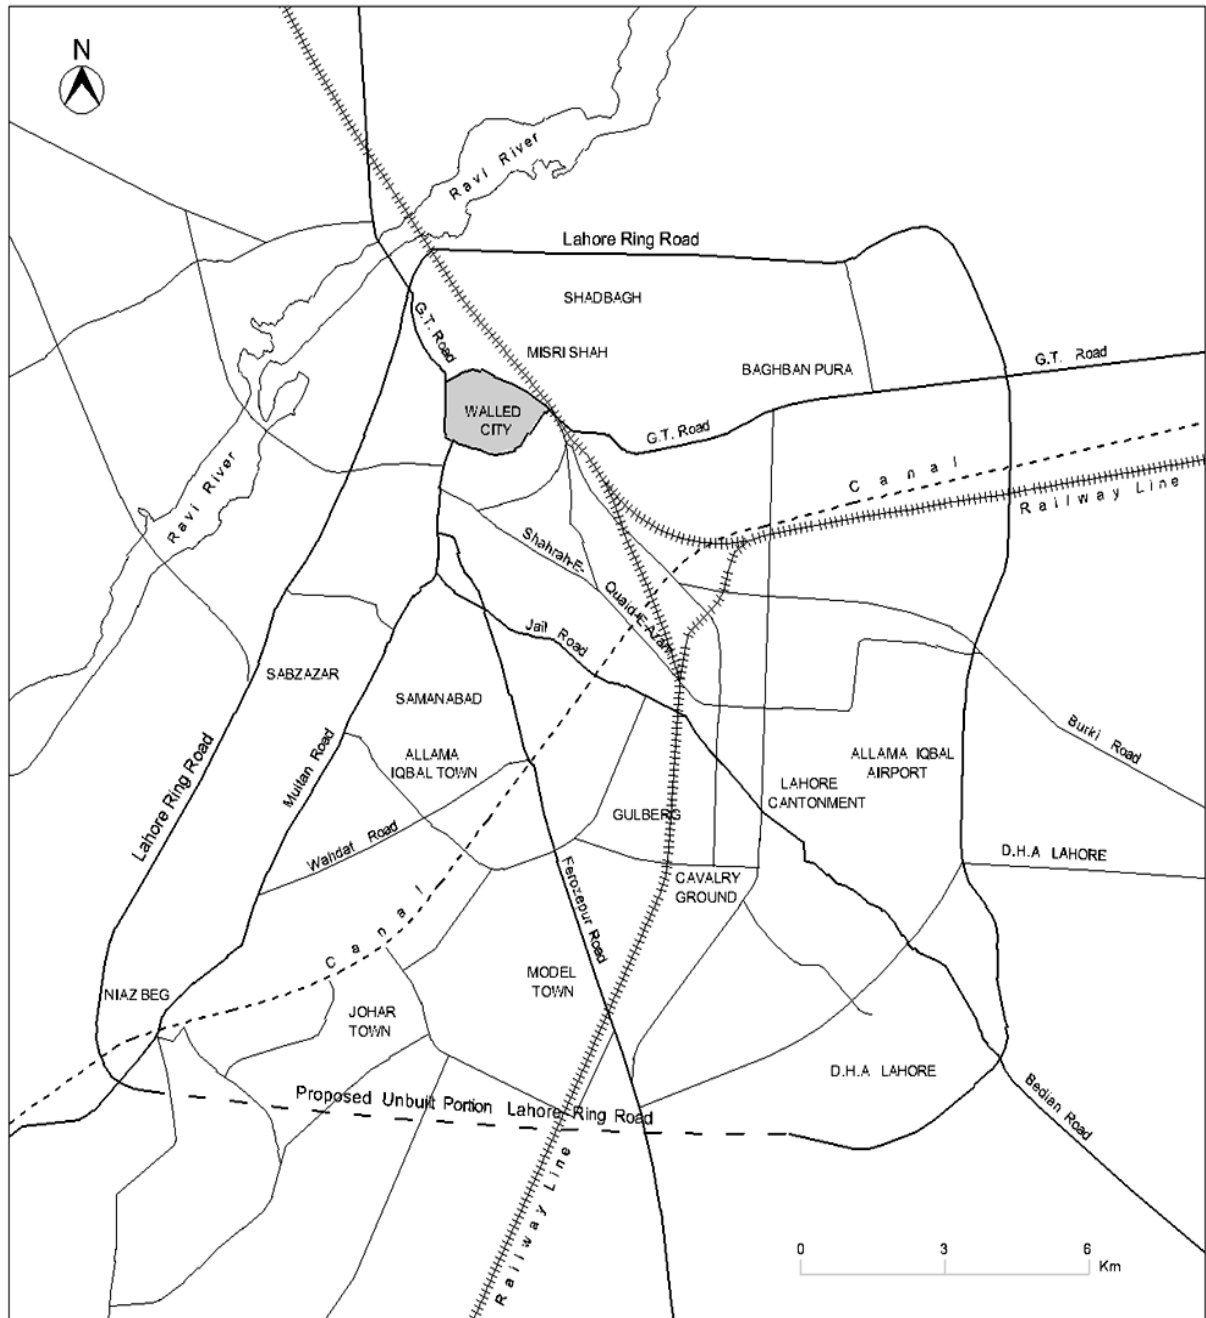 N
Ravi River
Lahore Ring Road
SHADBAGH
G.T. Road
MISRI SHAH
G.T. Road
BAGHBAN PURA
WALLED
CITY
G.T. Road
Canal
Railway Line
Ravi River
Shahrah-E-
Quaid-E-Azam
Jail Road
SABZAZAR
SAMANABAD
Burki Road
Lahore Ring Road
Multan Road
ALLAMA
IQBAL TOWN
ALLAMA IQBAL
AIRPORT
LAHORE
CANTONMENT
GULBERG
Wahdat Road
D.H.A LAHORE
Ferozepur Road
CAVALRY
GROUND
Canal
MODEL
TOWN
NIAZ BEG
JOHAR
TOWN
D.H.A LAHORE
Proposed Unbuilt Portion Lahore Ring Road
Bedian Road
Railway Line
0 3 6
Km